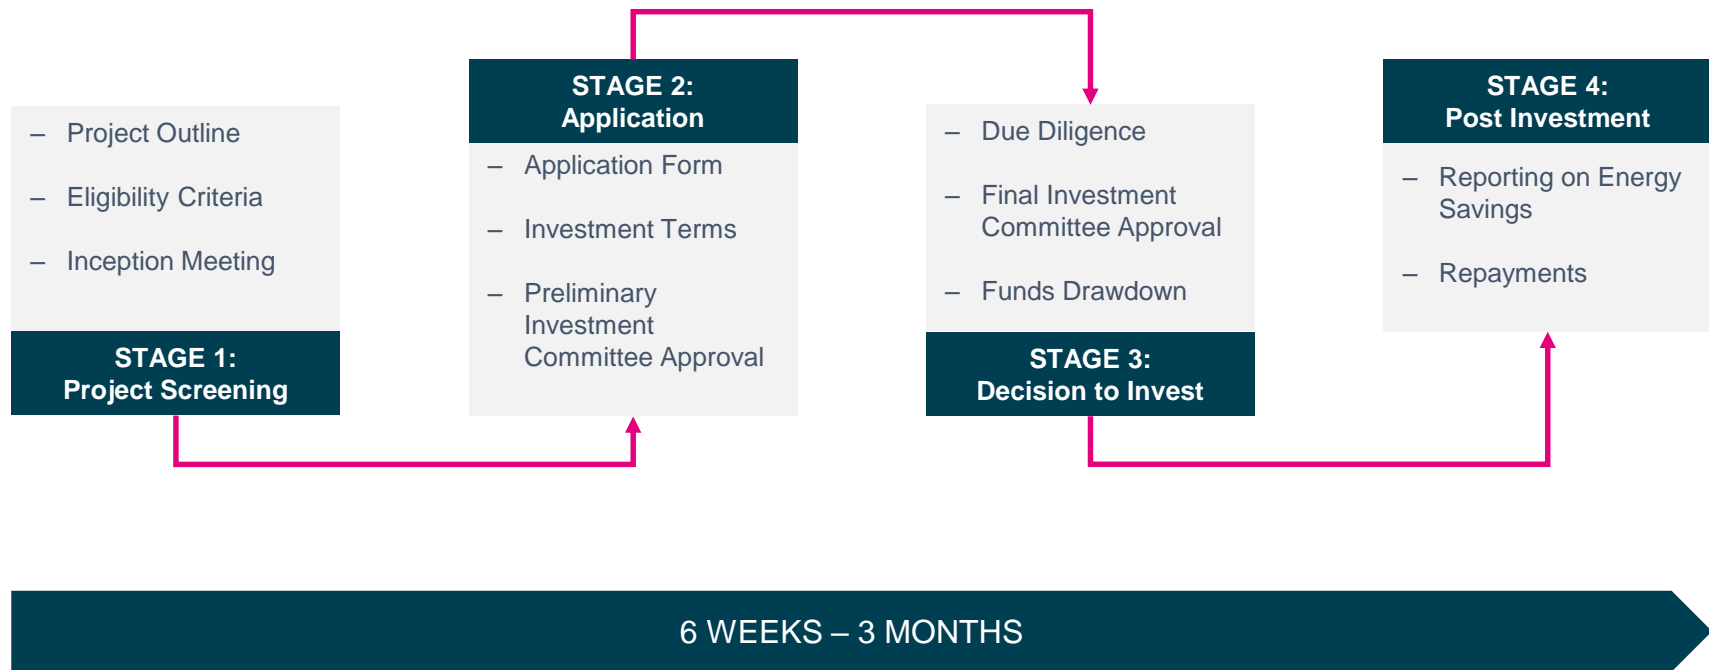 – Project Outline
– Eligibility Criteria
– Inception Meeting
STAGE 1:
Project Screening
STAGE 2:
Application
– Application Form
– Investment Terms
– Preliminary
Investment
Committee Approval
– Due Diligence
– Final Investment
Committee Approval
– Funds Drawdown
STAGE 3:
Decision to Invest
STAGE 4:
Post Investment
– Reporting on Energy
Savings
– Repayments
6 WEEKS – 3 MONTHS